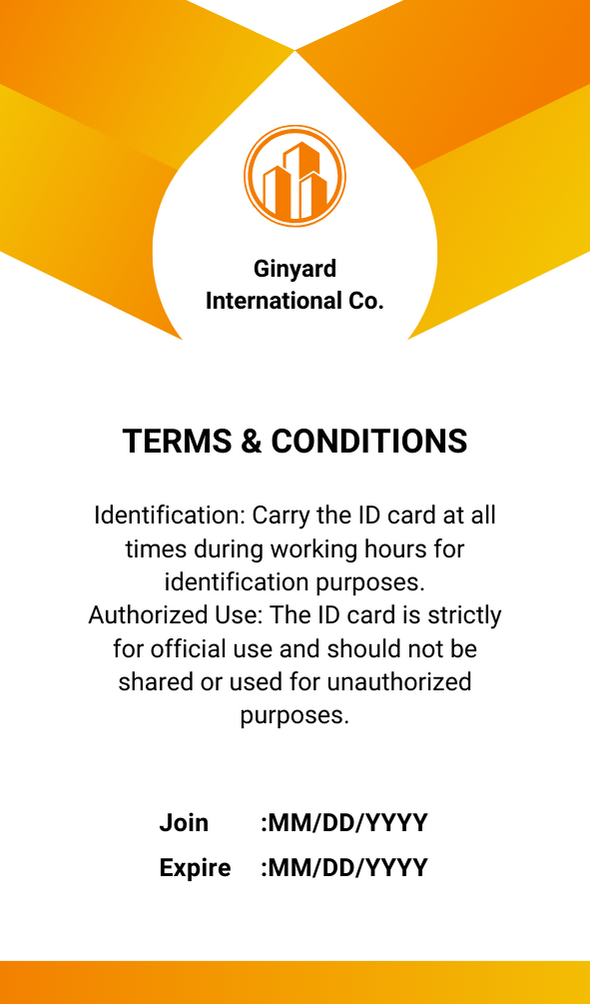 Ginyard
International Co.
TERMS & CONDITIONS
Identification: Carry the ID card at all
times during working hours for
identification purposes.
Authorized Use: The ID card is strictly
for official use and should not be
shared or used for unauthorized
purposes.
Join :MM/DD/YYYY
Expire :MM/DD/YYYY